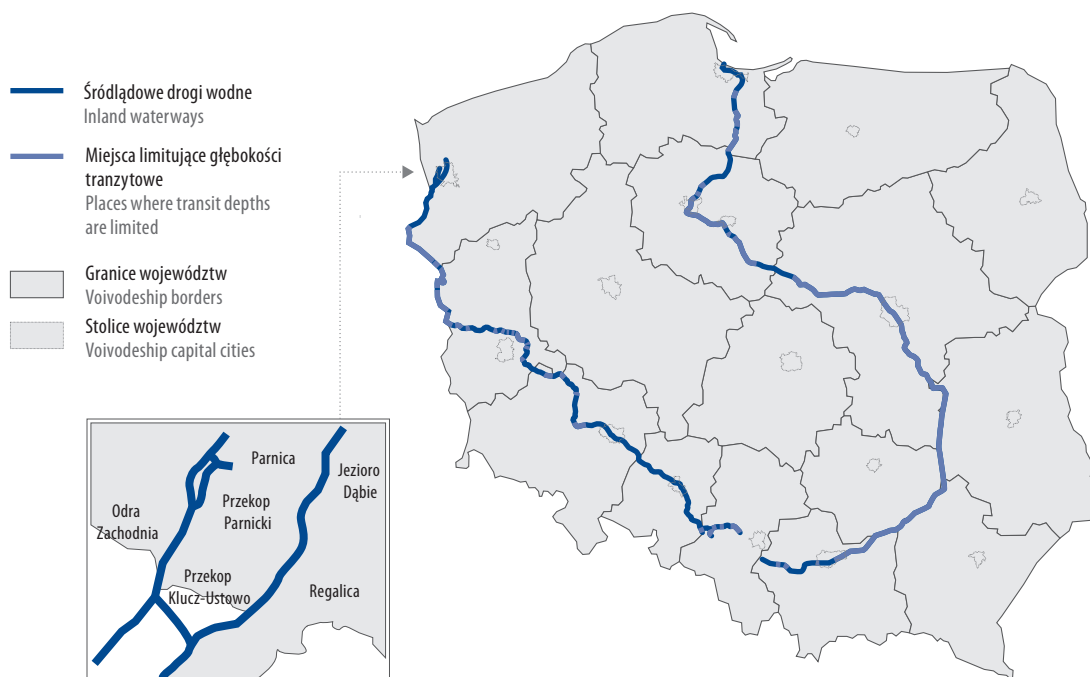 Śródlądowe drogi wodne
Inland waterways
Miejsca limitujące głębokości
tranzytowe
Places where transit depths
are limited
Granice województw
Voivodeship borders
Stolice województw
Voivodeship capital cities
Parnica
Jezioro
Dąbie
Przekop
Parnicki
Odra
Zachodnia
Przekop
Klucz-Ustowo
Regalica